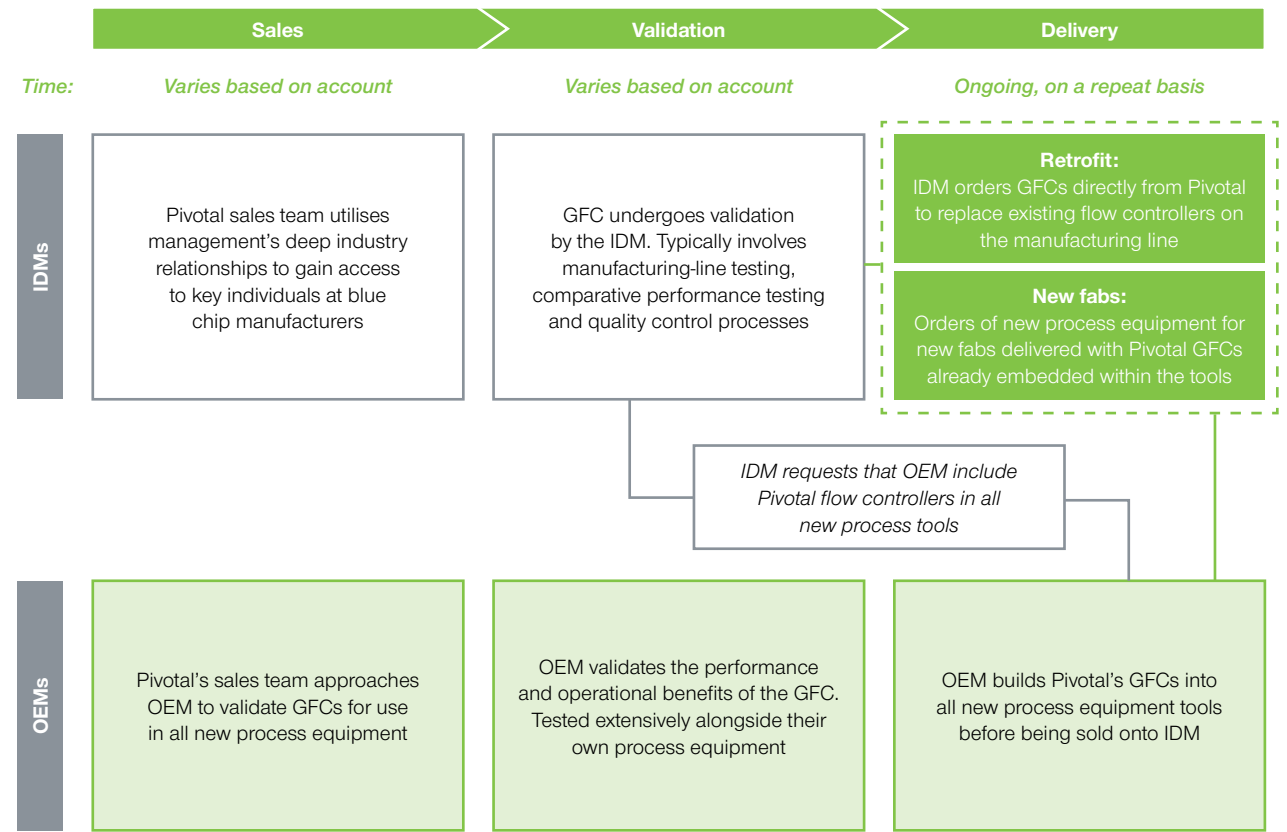 Sales
Validation
Delivery
Time:
Varies based on account
Varies based on account
Ongoing, on a repeat basis
IDMs
Pivotal sales team utilises
management’s deep industry
relationships to gain access
to key individuals at blue
chip manufacturers
GFC undergoes validation
by the IDM. Typically involves
manufacturing-line testing,
comparative performance testing
and quality control processes
Retrofit:
IDM orders GFCs directly from Pivotal
to replace existing flow controllers on
the manufacturing line
New fabs:
Orders of new process equipment for
new fabs delivered with Pivotal GFCs
already embedded within the tools
IDM requests that OEM include
Pivotal flow controllers in all
new process tools
OEMs
Pivotal’s sales team approaches
OEM to validate GFCs for use
in all new process equipment
OEM validates the performance
and operational benefits of the GFC.
Tested extensively alongside their
own process equipment
OEM builds Pivotal’s GFCs into
all new process equipment tools
before being sold onto IDM